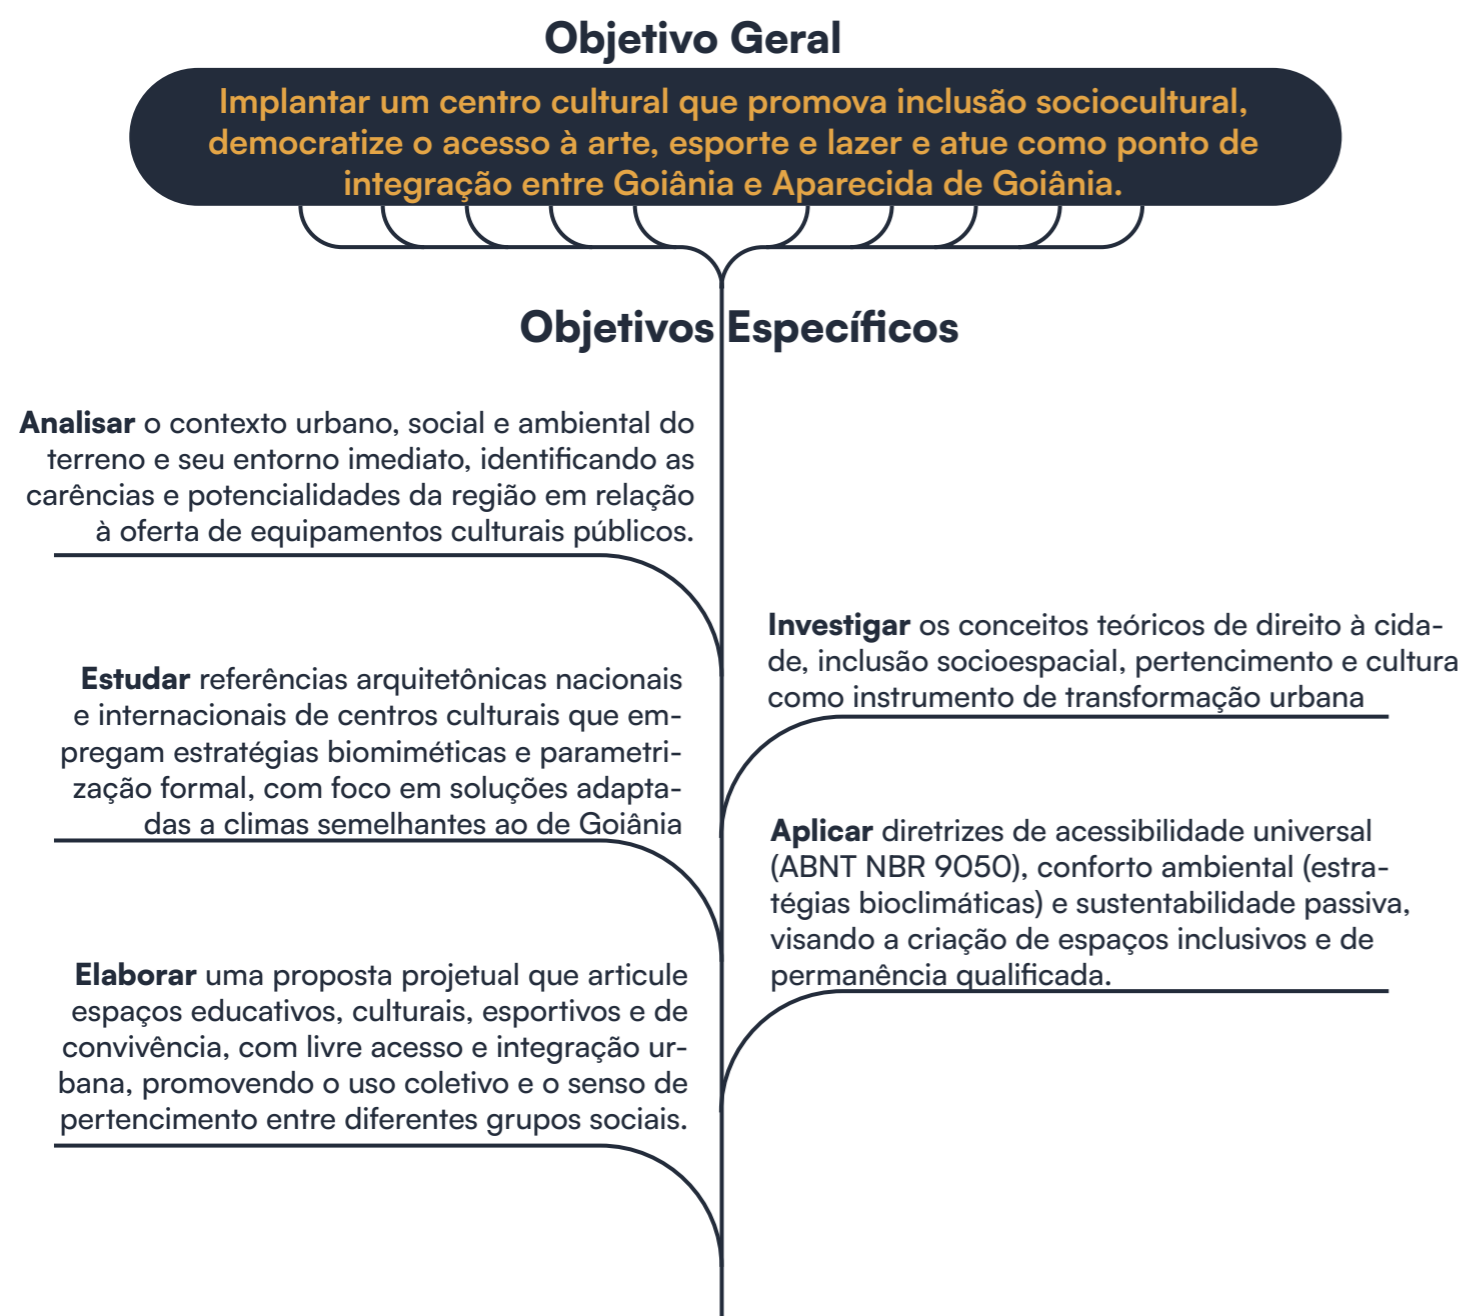 Objetivo Geral
Implantar um centro cultural que promova inclusão sociocultural,
democratize o acesso à arte, esporte e lazer e atue como ponto de
integração entre Goiânia e Aparecida de Goiânia.
Objetivos Específicos
Analisar o contexto urbano, social e ambiental do
terreno e seu entorno imediato, identificando as
carências e potencialidades da região em relação
à oferta de equipamentos culturais públicos.
Investigar os conceitos teóricos de direito à cida-
de, inclusão socioespacial, pertencimento e cultura
como instrumento de transformação urbana
Estudar referências arquitetônicas nacionais
e internacionais de centros culturais que em-
pregam estratégias biomiméticas e parametri-
zação formal, com foco em soluções adapta-
das a climas semelhantes ao de Goiânia
Aplicar diretrizes de acessibilidade universal
(ABNT NBR 9050), conforto ambiental (estra-
tégias bioclimáticas) e sustentabilidade passiva,
visando a criação de espaços inclusivos e de
permanência qualificada.
Elaborar uma proposta projetual que articule
espaços educativos, culturais, esportivos e de
convivência, com livre acesso e integração ur-
bana, promovendo o uso coletivo e o senso de
pertencimento entre diferentes grupos sociais.